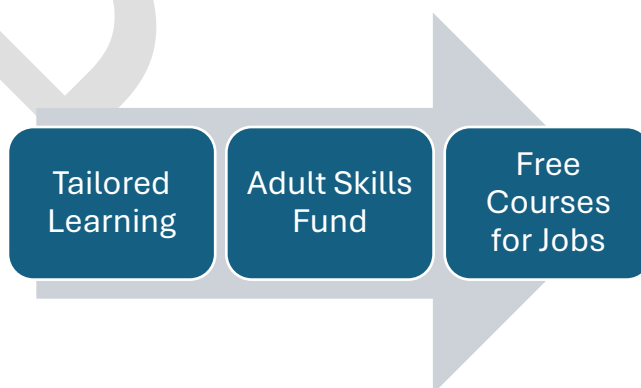 Tailored
Learning
Adult Skills
Fund
Free
Courses
for Jobs